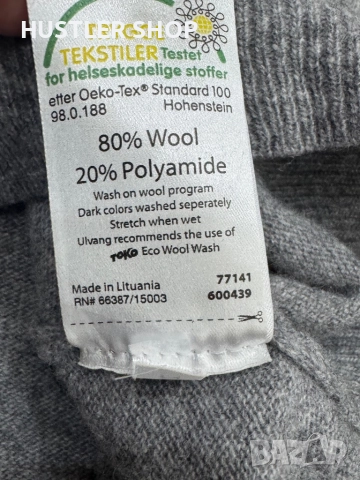 HUSTLER SHOP
TEKSTILER Testet
for helseskadelige stoffer
etter Oeko-Tex® Standard 100
98.0.188 Hohenstein
80% Wool
20% Polyamide
Wash on wool program
Dark colors washed seperately
Stretch when wet
Ulvang recommends the use of
TOKO Eco Wool Wash
77141
Made in Lituania
RN# 66387/15003 600439
BAZAR